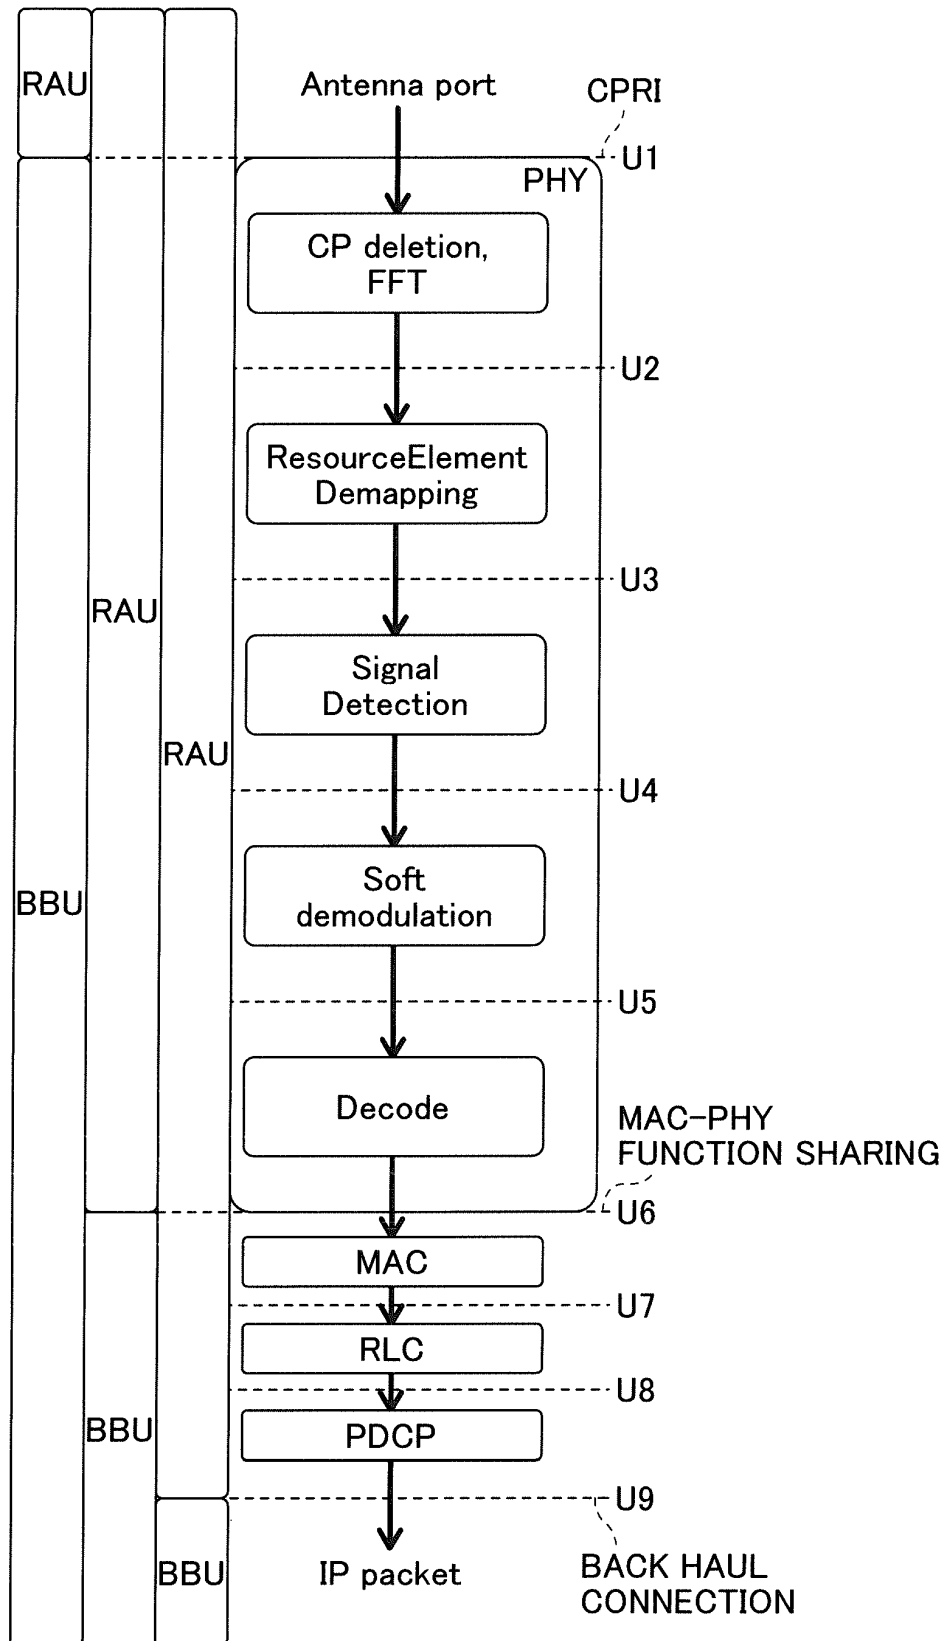 RAU
Antenna port
CPRI
U1
PHY
CP deletion,
FFT
U2
ResourceElement
Demapping
U3
RAU
Signal
Detection
RAU
U4
BBU
Soft
demodulation
U5
Decode
MAC-PHY
FUNCTION SHARING
U6
MAC
U7
RLC
U8
BBU
PDCP
U9
BBU
IP packet
BACK HAUL
CONNECTION